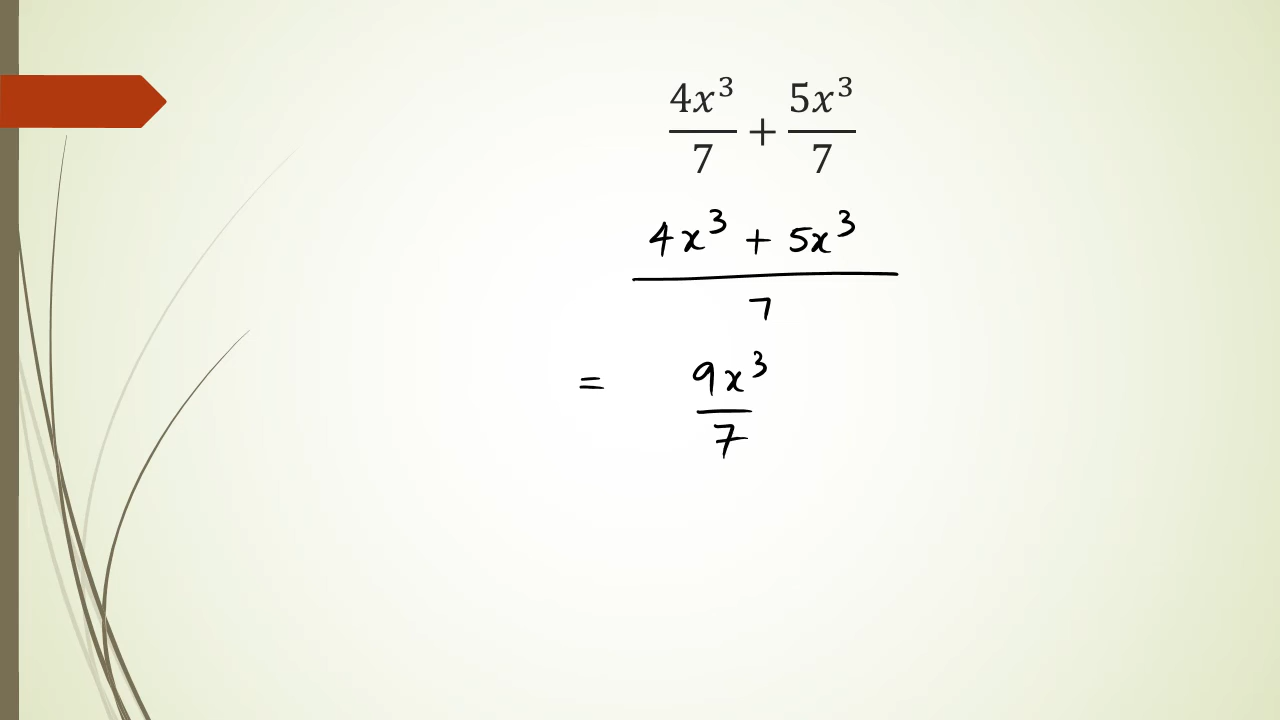 4x³/7 + 5x³/7
4x³ + 5x³
7
= 9x³/7